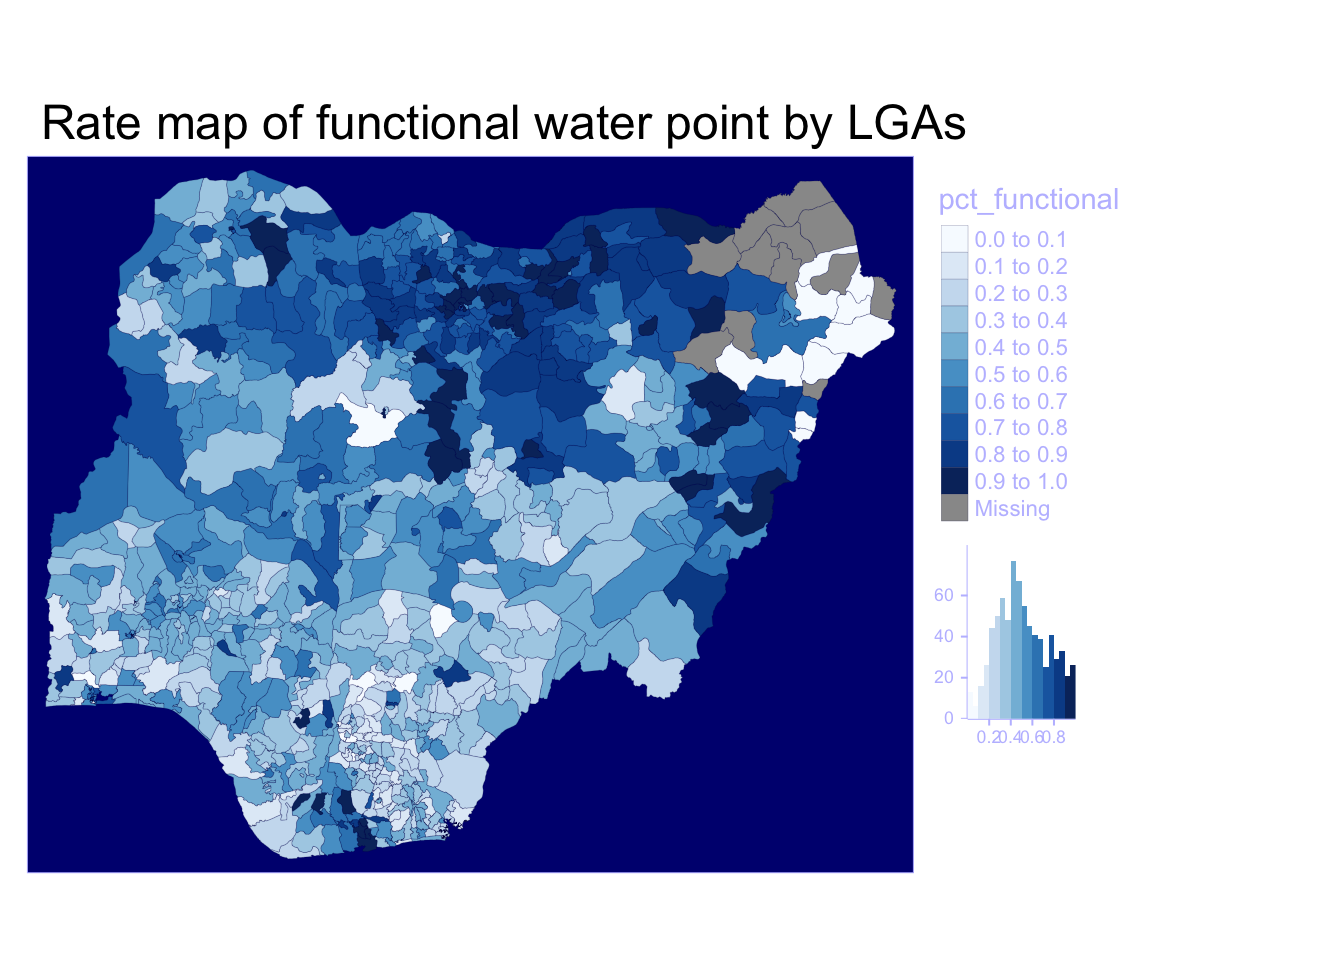 Rate map of functional water point by LGAs
pct_functional
0.0 to 0.1
0.1 to 0.2
0.2 to 0.3
0.3 to 0.4
0.4 to 0.5
0.5 to 0.6
0.6 to 0.7
0.7 to 0.8
0.8 to 0.9
0.9 to 1.0
Missing
60
40
20
0
0.2 0.4 0.6 0.8